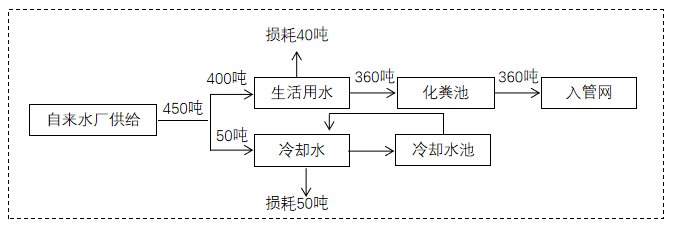 损耗40吨
400吨
生活用水
360吨
化粪池
360吨
入管网
自来水厂供给
450吨
50吨
冷却水
冷却水池
损耗50吨